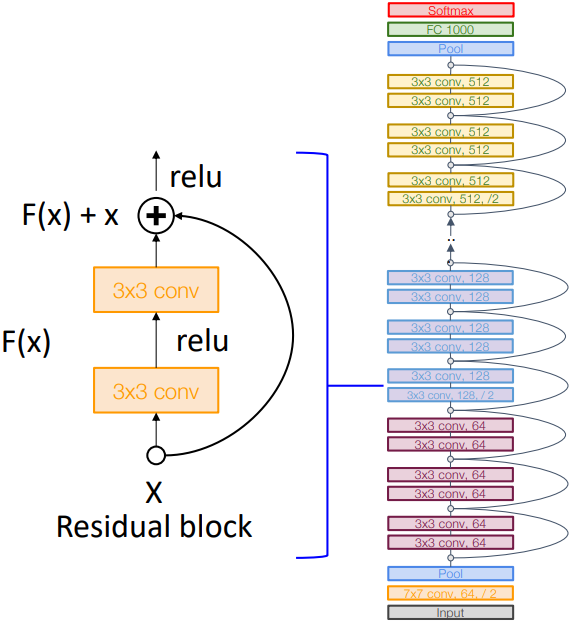 relu
F(x) + x
3x3 conv
F(x)
relu
3x3 conv
X
Residual block
Softmax
FC 1000
Pool
3x3 conv, 512
3x3 conv, 512
3x3 conv, 512
3x3 conv, 512
3x3 conv, 512
3x3 conv, 512, /2
..
3x3 conv, 128
3x3 conv, 128
3x3 conv, 128
3x3 conv, 128
3x3 conv, 128
3x3 conv, 128, / 2
3x3 conv, 64
3x3 conv, 64
3x3 conv, 64
3x3 conv, 64
3x3 conv, 64
3x3 conv, 64
Pool
7x7 conv, 64, / 2
Input